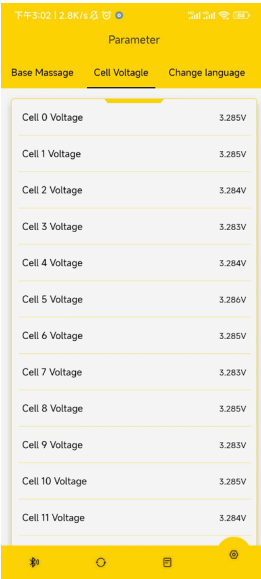 下午3:02 | 2.8K/s
Parameter
Base Massage Cell Voltagle Change language
Cell 0 Voltage 3.285V
Cell 1 Voltage 3.285V
Cell 2 Voltage 3.284V
Cell 3 Voltage 3.283V
Cell 4 Voltage 3.284V
Cell 5 Voltage 3.286V
Cell 6 Voltage 3.285V
Cell 7 Voltage 3.283V
Cell 8 Voltage 3.285V
Cell 9 Voltage 3.283V
Cell 10 Voltage 3.285V
Cell 11 Voltage 3.284V